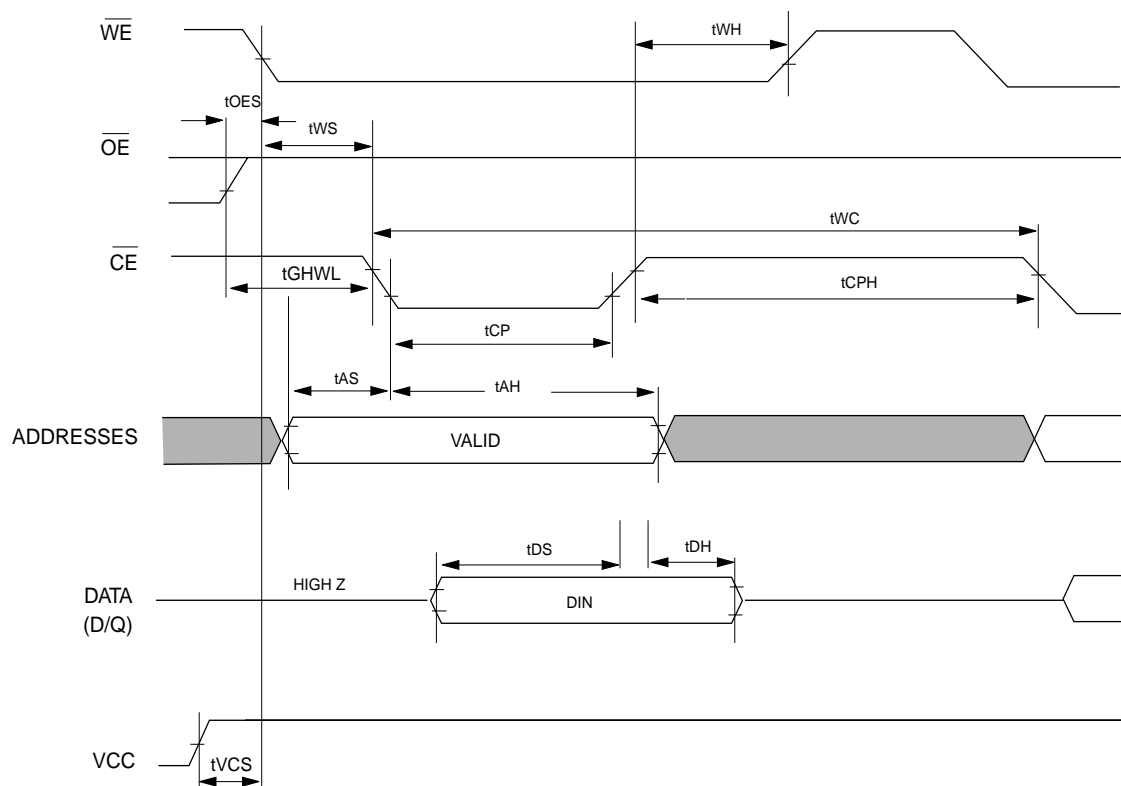 WE
tWH
tOES
tWS
OE
tWC
CE
tGHWL
tCPH
tCP
tAS
tAH
ADDRESSES
VALID
tDS
tDH
HIGH Z
DATA
(D/Q)
DIN
VCC
tVCS